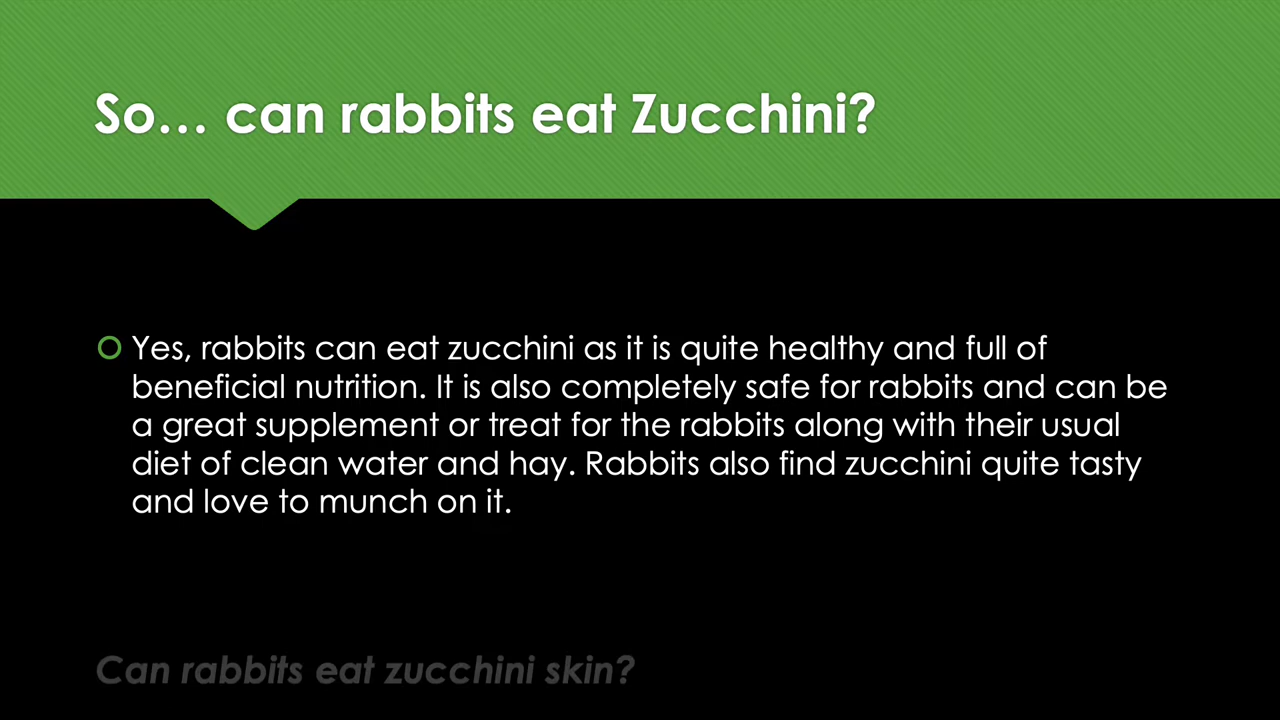 So... can rabbits eat Zucchini?
Yes, rabbits can eat zucchini as it is quite healthy and full of
beneficial nutrition. It is also completely safe for rabbits and can be
a great supplement or treat for the rabbits along with their usual
diet of clean water and hay. Rabbits also find zucchini quite tasty
and love to munch on it.
Can rabbits eat zucchini skin?